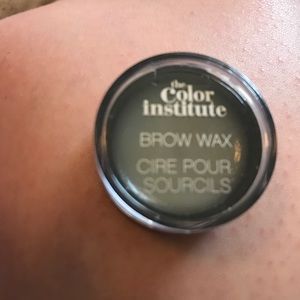 the
Color
institute
BROW WAX
CIRE POUR
SOURCILS